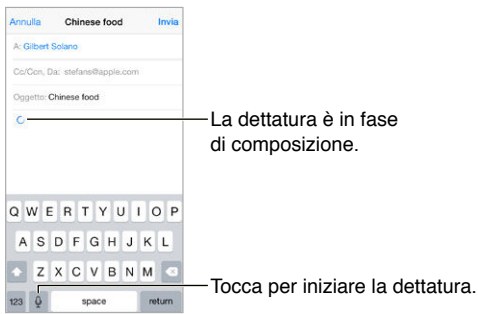 Annulla Chinese food Invia
A: Gilbert Solano
Cc/Ccn, Da: stefans@apple.com
Oggetto: Chinese food
La dettatura è in fase
di composizione.
Q W E R T Y U I O P
A S D F G H J K L
Z X C V B N M
Tocca per iniziare la dettatura.
123 space return